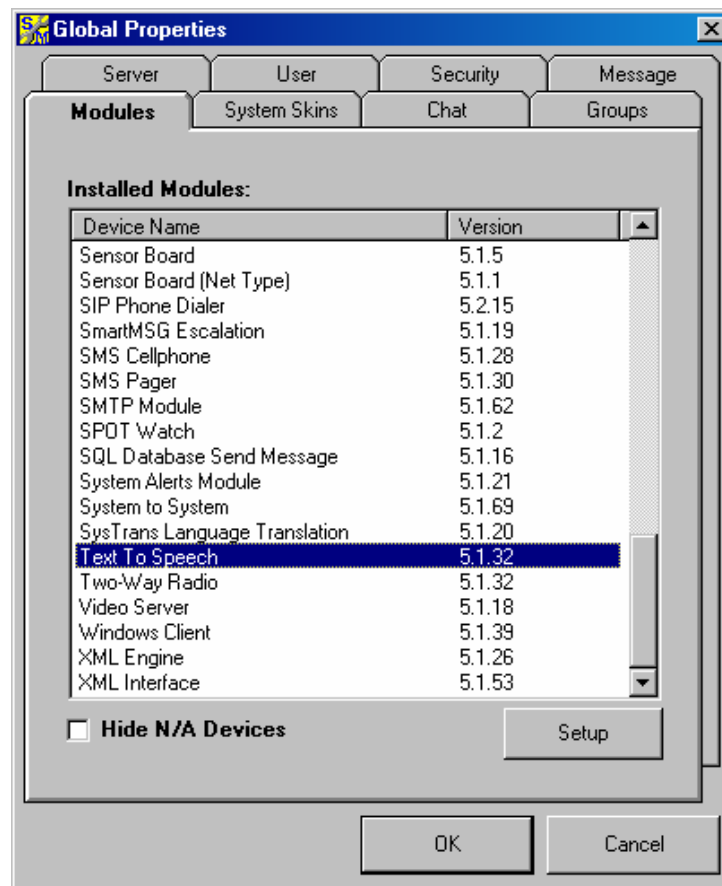 Global Properties
Server User Security Message
Modules System Skins Chat Groups
Installed Modules:
Device Name Version
Sensor Board 5.1.5
Sensor Board (Net Type) 5.1.1
SIP Phone Dialer 5.2.15
SmartMSG Escalation 5.1.19
SMS Cellphone 5.1.28
SMS Pager 5.1.30
SMTP Module 5.1.62
SPOT Watch 5.1.2
SQL Database Send Message 5.1.16
System Alerts Module 5.1.21
System to System 5.1.69
SysTrans Language Translation 5.1.20
Text To Speech 5.1.32
Two-Way Radio 5.1.32
Video Server 5.1.18
Windows Client 5.1.39
XML Engine 5.1.26
XML Interface 5.1.53
Hide N/A Devices Setup
OK Cancel